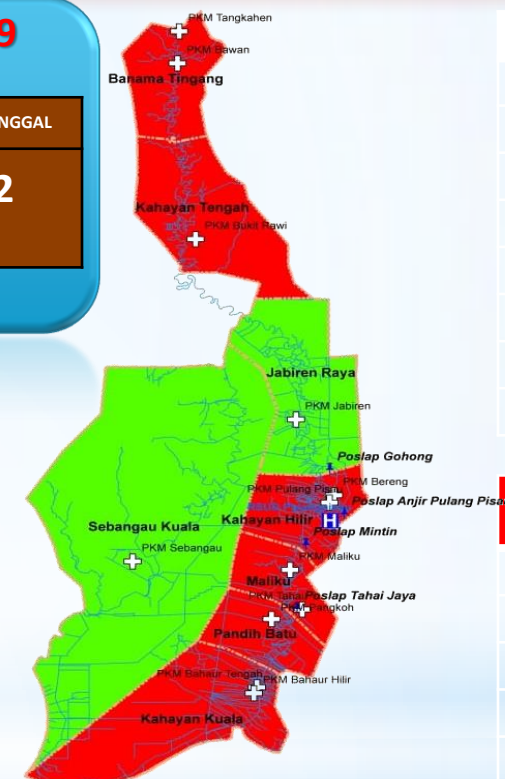 9
NGGAL
2
PKM Tangkahen
PKM Bawan
Banama Tingang
Kahayan Tengah
PKM Bukit Rawi
Jabiren Raya
PKM Jabiren
Poslap Gohong
PKM Bereng
PKM Pulang Pisau
Poslap Anjir Pulang Pisa
Kahayan Hilir
H
Sebangau Kuala
Poslap Mintin
PKM Sebangau
PKM Maliku
Maliku
PKM Tahai
Poslap Tahai Jaya
PKM Pangkoh
Pandih Batu
PKM Bahaur Tengah
PKM Bahaur Hilir
Kahayan Kuala